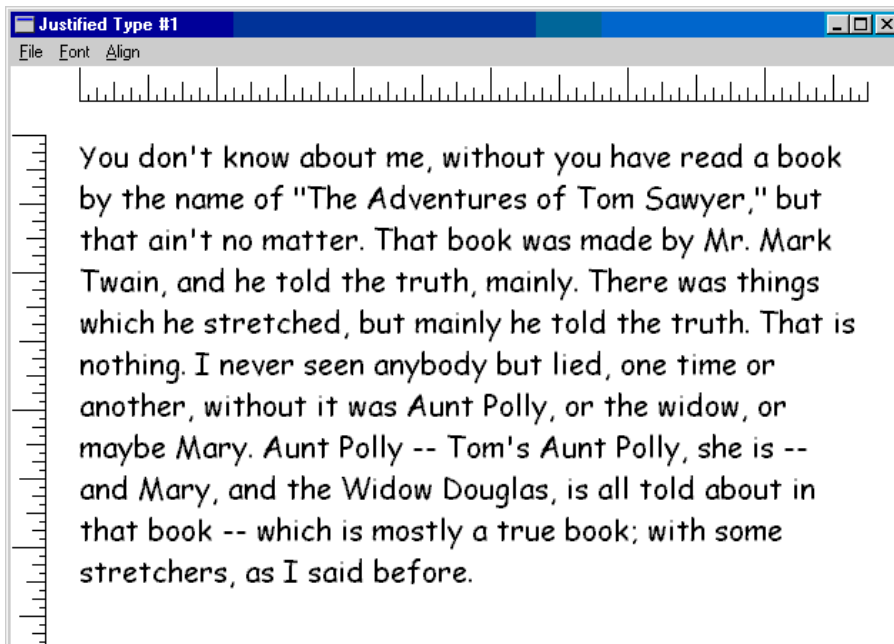 Justified Type #1
File Font Align
You don't know about me, without you have read a book
by the name of "The Adventures of Tom Sawyer," but
that ain't no matter. That book was made by Mr. Mark
Twain, and he told the truth, mainly. There was things
which he stretched, but mainly he told the truth. That is
nothing. I never seen anybody but lied, one time or
another, without it was Aunt Polly, or the widow, or
maybe Mary. Aunt Polly -- Tom's Aunt Polly, she is --
and Mary, and the Widow Douglas, is all told about in
that book -- which is mostly a true book; with some
stretchers, as I said before.